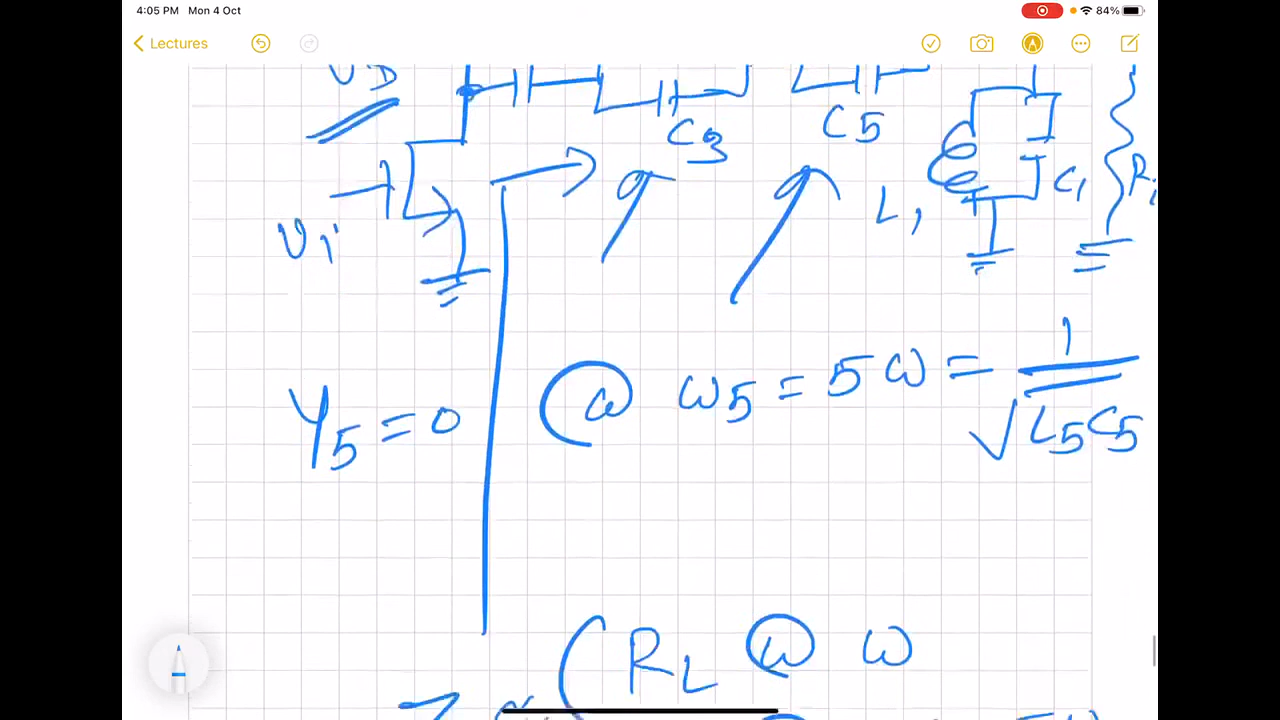 4:05 PM Mon 4 Oct
84%
Lectures
C3
C5
L1
C1
Vi
@ ω5 = 5ω = 1/√L5C5
Y5 = 0
RL @ ω